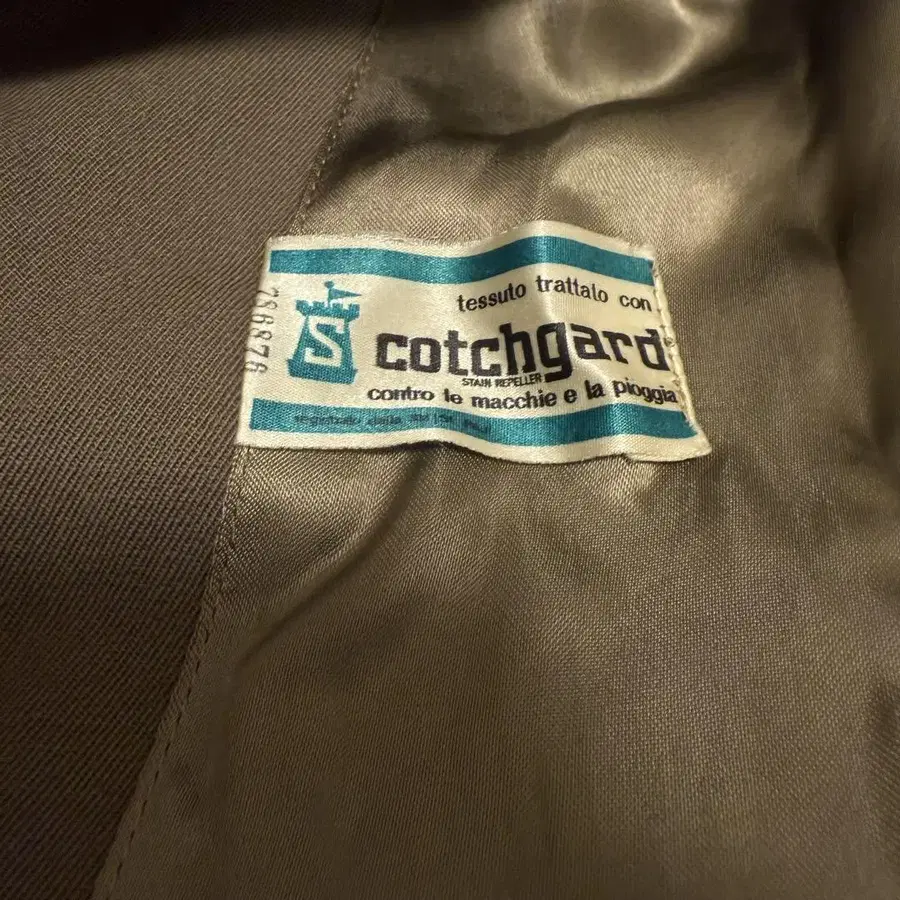 tessuto trattato con
Scotchgard
STAIN REPELLER
contro le macchie e la pioggia